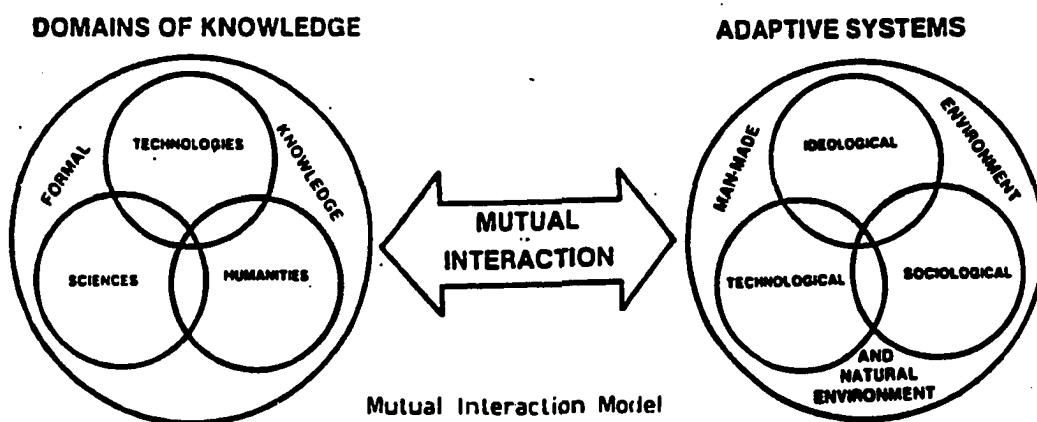 DOMAINS OF KNOWLEDGE
FORMAL
KNOWLEDGE
TECHNOLOGIES
SCIENCES
HUMANITIES
MUTUAL
INTERACTION
ADAPTIVE SYSTEMS
MAN-MADE
ENVIRONMENT
IDEOLOGICAL
TECHNOLOGICAL
SOCIOLOGICAL
AND
NATURAL
ENVIRONMENT
Mutual Interaction Model